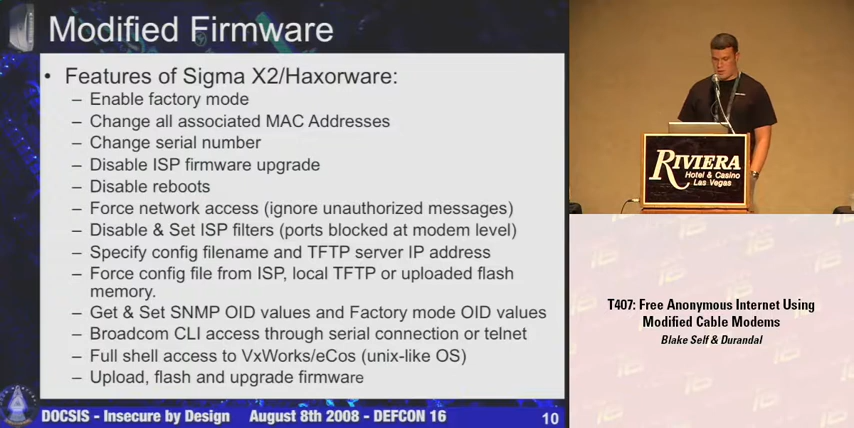 Modified Firmware
• Features of Sigma X2/Haxorware:
– Enable factory mode
– Change all associated MAC Addresses
– Change serial number
– Disable ISP firmware upgrade
– Disable reboots
– Force network access (ignore unauthorized messages)
– Disable & Set ISP filters (ports blocked at modem level)
– Specify config filename and TFTP server IP address
– Force config file from ISP, local TFTP or uploaded flash
memory.
– Get & Set SNMP OID values and Factory mode OID values
– Broadcom CLI access through serial connection or telnet
– Full shell access to VxWorks/eCos (unix-like OS)
– Upload, flash and upgrade firmware
DOCSIS - Insecure by Design August 8th 2008 - DEFCON 16 10
RIVIERA
Hotel & Casino
Las Vegas
T407: Free Anonymous Internet Using
Modified Cable Modems
Blake Self & Durandal